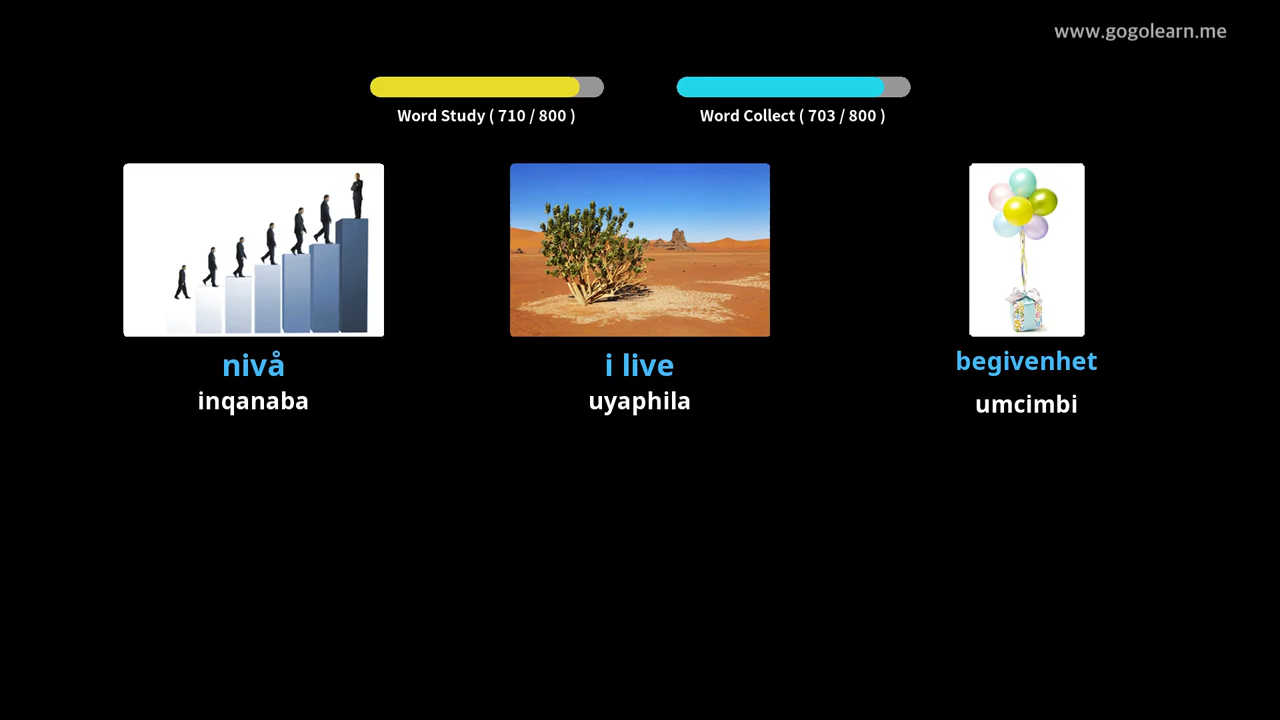 www.gogolearn.me
Word Study ( 710 / 800 )
Word Collect ( 703 / 800 )
nivå
i live
begivenhet
inqanaba
uyaphila
umcimbi